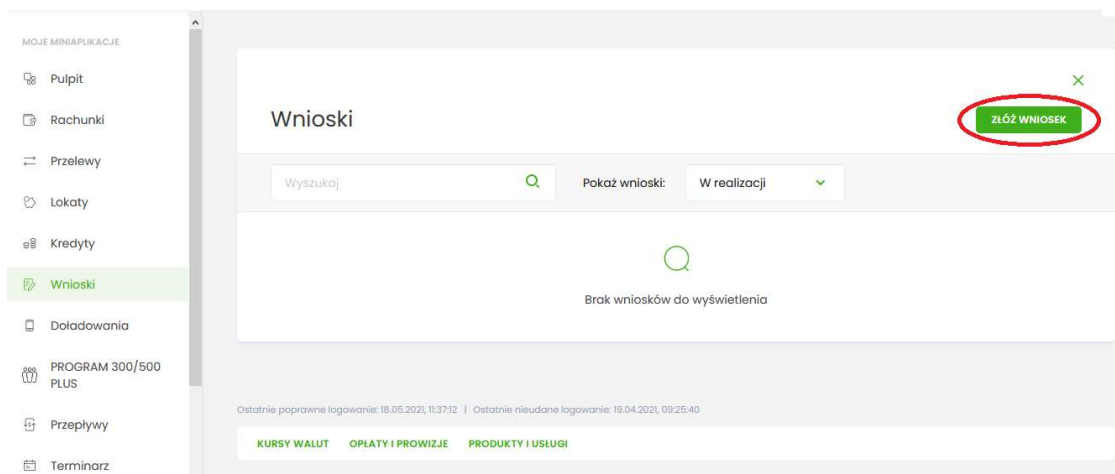 MOJE MINIAPLIKACJE
Pulpit
Rachunki
Przelewy
Lokaty
Kredyty
Wnioski
Doładowania
PROGRAM 300/500
PLUS
Przepływy
Terminarz
Wnioski
ZŁÓŻ WNIOSEK
Wyszukaj
Pokaż wnioski: W realizacji
Brak wniosków do wyświetlenia
Ostatnie poprawne logowanie: 18.05.2021, 11:37:12 | Ostatnie nieudane logowanie: 19.04.2021, 09:25:40
KURSY WALUT OPŁATY I PROWIZJE PRODUKTY I USŁUGI